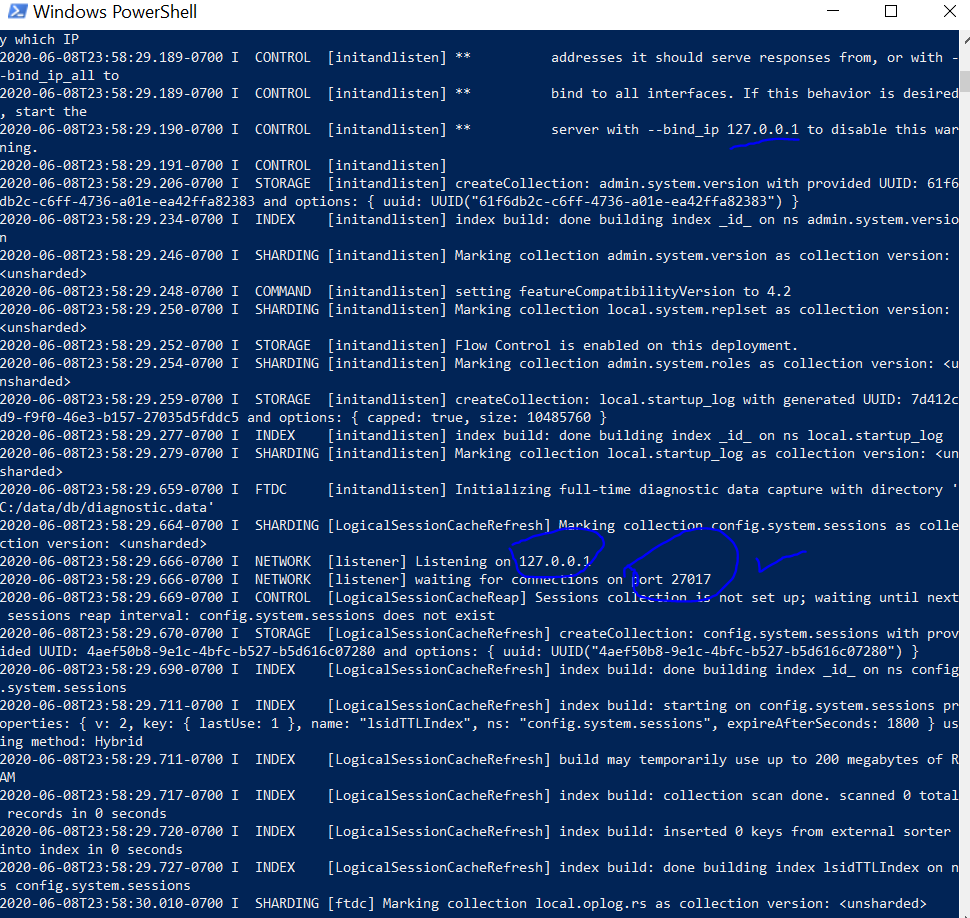 Windows PowerShell
y which IP
2020-06-08T23:58:29.189-0700 I  CONTROL  [initandlisten] **          addresses it should serve responses from, or with -
-bind_ip_all to
2020-06-08T23:58:29.189-0700 I  CONTROL  [initandlisten] **          bind to all interfaces. If this behavior is desired
, start the
2020-06-08T23:58:29.190-0700 I  CONTROL  [initandlisten] **          server with --bind_ip 127.0.0.1 to disable this war
ning.
2020-06-08T23:58:29.191-0700 I  CONTROL  [initandlisten]
2020-06-08T23:58:29.206-0700 I  STORAGE  [initandlisten] createCollection: admin.system.version with provided UUID: 61f6
db2c-c6ff-4736-a01e-ea42ffa82383 and options: { uuid: UUID("61f6db2c-c6ff-4736-a01e-ea42ffa82383") }
2020-06-08T23:58:29.234-0700 I  INDEX    [initandlisten] index build: done building index _id_ on ns admin.system.versio
n
2020-06-08T23:58:29.246-0700 I  SHARDING [initandlisten] Marking collection admin.system.version as collection version:
<unsharded>
2020-06-08T23:58:29.248-0700 I  COMMAND  [initandlisten] setting featureCompatibilityVersion to 4.2
2020-06-08T23:58:29.250-0700 I  SHARDING [initandlisten] Marking collection local.system.replset as collection version:
<unsharded>
2020-06-08T23:58:29.252-0700 I  STORAGE  [initandlisten] Flow Control is enabled on this deployment.
2020-06-08T23:58:29.254-0700 I  SHARDING [initandlisten] Marking collection admin.system.roles as collection version: <u
nsharded>
2020-06-08T23:58:29.259-0700 I  STORAGE  [initandlisten] createCollection: local.startup_log with generated UUID: 7d412c
d9-f9f0-46e3-b157-27035d5fddc5 and options: { capped: true, size: 10485760 }
2020-06-08T23:58:29.277-0700 I  INDEX    [initandlisten] index build: done building index _id_ on ns local.startup_log
2020-06-08T23:58:29.279-0700 I  SHARDING [initandlisten] Marking collection local.startup_log as collection version: <un
sharded>
2020-06-08T23:58:29.659-0700 I  FTDC     [initandlisten] Initializing full-time diagnostic data capture with directory '
C:/data/db/diagnostic.data'
2020-06-08T23:58:29.664-0700 I  SHARDING [LogicalSessionCacheRefresh] Marking collection config.system.sessions as colle
ction version: <unsharded>
2020-06-08T23:58:29.666-0700 I  NETWORK  [listener] Listening on 127.0.0.1
2020-06-08T23:58:29.666-0700 I  NETWORK  [listener] waiting for connections on port 27017
2020-06-08T23:58:29.669-0700 I  CONTROL  [LogicalSessionCacheReap] Sessions collection is not set up; waiting until next
 sessions reap interval: config.system.sessions does not exist
2020-06-08T23:58:29.670-0700 I  STORAGE  [LogicalSessionCacheRefresh] createCollection: config.system.sessions with prov
ided UUID: 4aef50b8-9e1c-4bfc-b527-b5d616c07280 and options: { uuid: UUID("4aef50b8-9e1c-4bfc-b527-b5d616c07280") }
2020-06-08T23:58:29.690-0700 I  INDEX    [LogicalSessionCacheRefresh] index build: done building index _id_ on ns config
.system.sessions
2020-06-08T23:58:29.711-0700 I  INDEX    [LogicalSessionCacheRefresh] index build: starting on config.system.sessions pr
operties: { v: 2, key: { lastUse: 1 }, name: "lsidTTLIndex", ns: "config.system.sessions", expireAfterSeconds: 1800 } us
ing method: Hybrid
2020-06-08T23:58:29.711-0700 I  INDEX    [LogicalSessionCacheRefresh] build may temporarily use up to 200 megabytes of R
AM
2020-06-08T23:58:29.717-0700 I  INDEX    [LogicalSessionCacheRefresh] index build: collection scan done. scanned 0 total
 records in 0 seconds
2020-06-08T23:58:29.720-0700 I  INDEX    [LogicalSessionCacheRefresh] index build: inserted 0 keys from external sorter
into index in 0 seconds
2020-06-08T23:58:29.727-0700 I  INDEX    [LogicalSessionCacheRefresh] index build: done building index lsidTTLIndex on n
s config.system.sessions
2020-06-08T23:58:30.010-0700 I  SHARDING [ftdc] Marking collection local.oplog.rs as collection version: <unsharded>